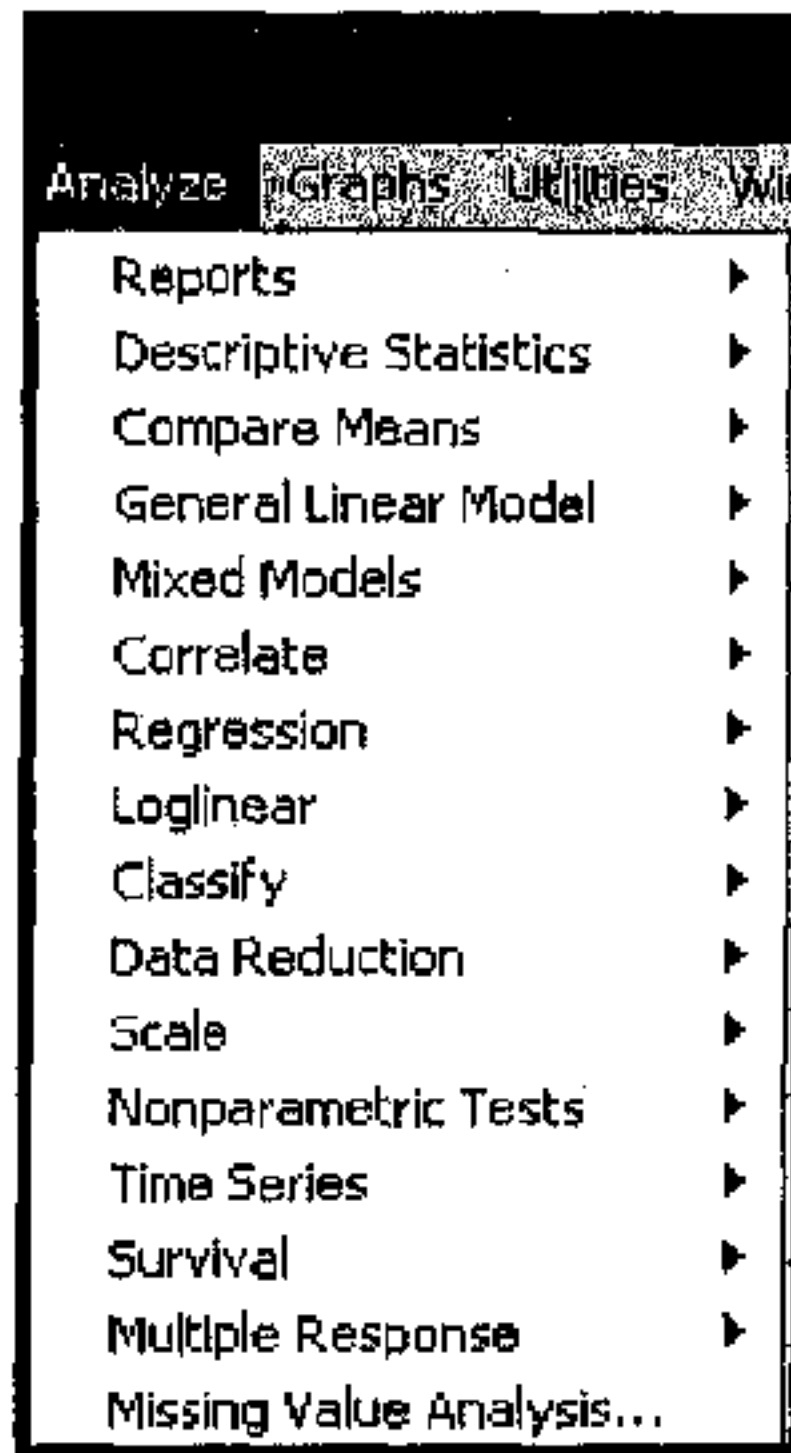 Analyze Graphs Utilities Wi
Reports
Descriptive Statistics
Compare Means
General Linear Model
Mixed Models
Correlate
Regression
Loglinear
Classify
Data Reduction
Scale
Nonparametric Tests
Time Series
Survival
Multiple Response
Missing Value Analysis...